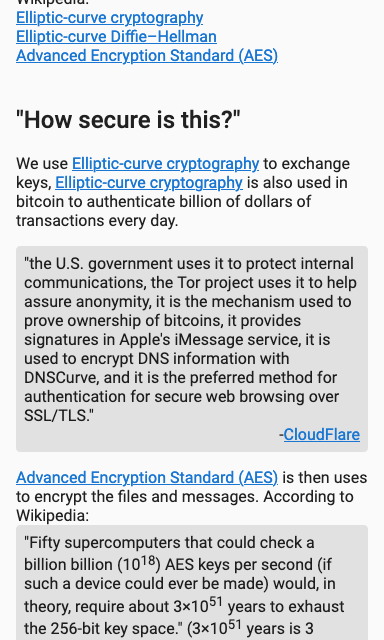 Wikipedia:
Elliptic-curve cryptography
Elliptic-curve Diffie–Hellman
Advanced Encryption Standard (AES)
"How secure is this?"
We use Elliptic-curve cryptography to exchange
keys, Elliptic-curve cryptography is also used in
bitcoin to authenticate billion of dollars of
transactions every day.
"the U.S. government uses it to protect internal
communications, the Tor project uses it to help
assure anonymity, it is the mechanism used to
prove ownership of bitcoins, it provides
signatures in Apple's iMessage service, it is
used to encrypt DNS information with
DNSCurve, and it is the preferred method for
authentication for secure web browsing over
SSL/TLS."
-CloudFlare
Advanced Encryption Standard (AES) is then uses
to encrypt the files and messages. According to
Wikipedia:
"Fifty supercomputers that could check a
billion billion (10¹⁸) AES keys per second (if
such a device could ever be made) would, in
theory, require about 3×10⁵¹ years to exhaust
the 256-bit key space." (3×10⁵¹ years is 3